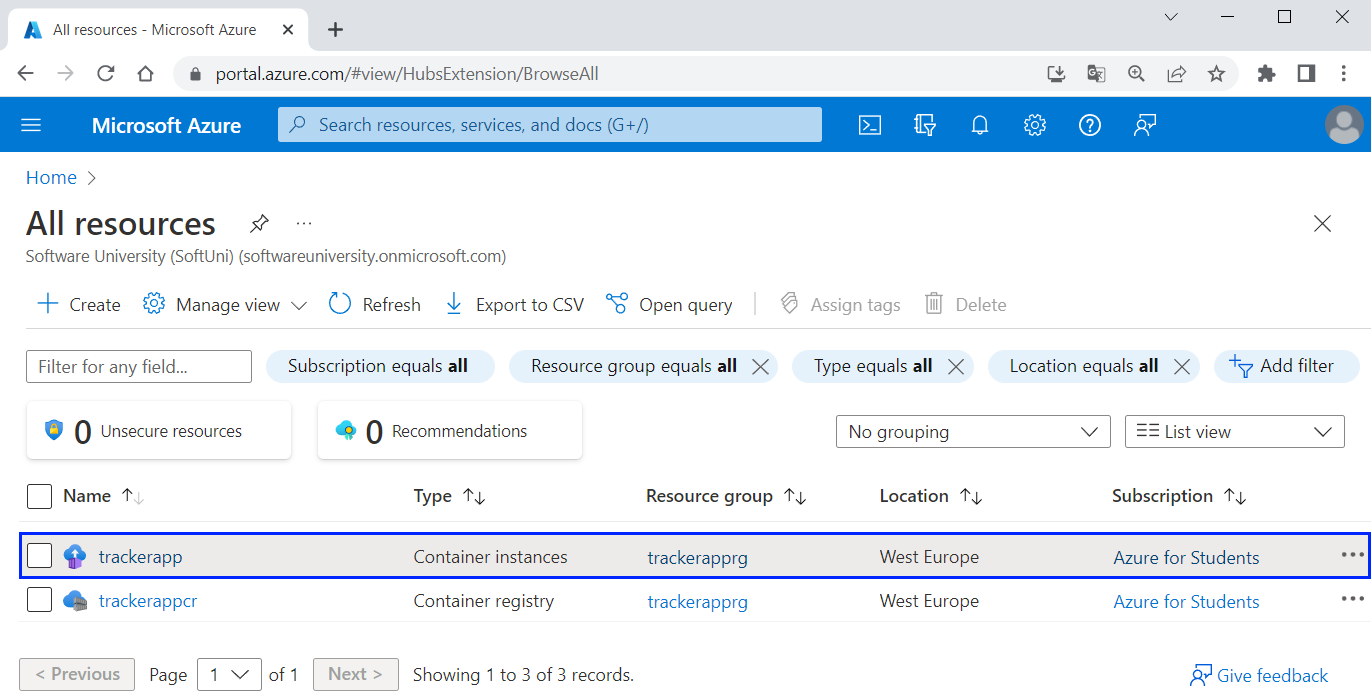 All resources - Microsoft Azure
portal.azure.com/#view/HubsExtension/BrowseAll
Microsoft Azure Search resources, services, and docs (G+/)
Home
All resources ...
Software University (SoftUni) (softwareuniversity.onmicrosoft.com)
Create Manage view Refresh Export to CSV Open query Assign tags Delete
Filter for any field... Subscription equals all Resource group equals all Type equals all Location equals all Add filter
0 Unsecure resources 0 Recommendations No grouping List view
Name Type Resource group Location Subscription
trackerapp Container instances trackerapprg West Europe Azure for Students
trackerappcr Container registry trackerapprg West Europe Azure for Students
< Previous Page 1 of 1 Next > Showing 1 to 3 of 3 records. Give feedback